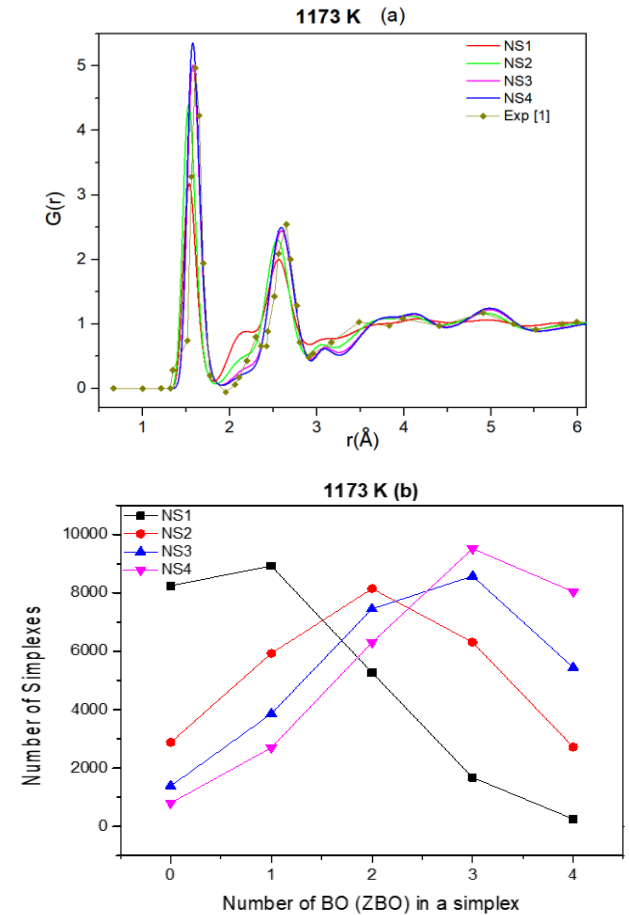 1173 K (a)
NS1
NS2
NS3
NS4
Exp [1]
5
4
3
2
1
0
G(r)
1 2 3 4 5 6
r(Å)
1173 K (b)
NS1
NS2
NS3
NS4
10000
8000
6000
4000
2000
0
Number of Simplexes
0 1 2 3 4
Number of BO (ZBO) in a simplex